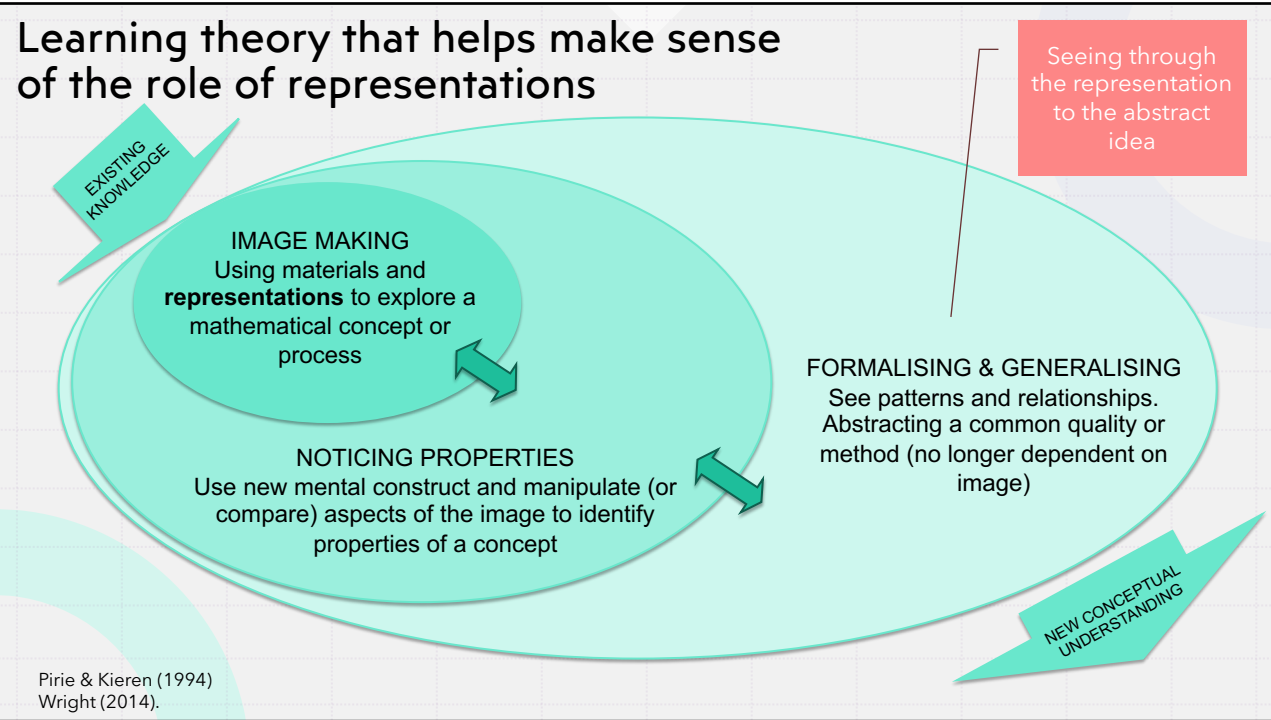 Learning theory that helps make sense
of the role of representations
Seeing through
the representation
to the abstract
idea
EXISTING
KNOWLEDGE
IMAGE MAKING
Using materials and
representations to explore a
mathematical concept or
process
NOTICING PROPERTIES
Use new mental construct and manipulate (or
compare) aspects of the image to identify
properties of a concept
FORMALISING & GENERALISING
See patterns and relationships.
Abstracting a common quality or
method (no longer dependent on
image)
NEW CONCEPTUAL
UNDERSTANDING
Pirie & Kieren (1994)
Wright (2014).